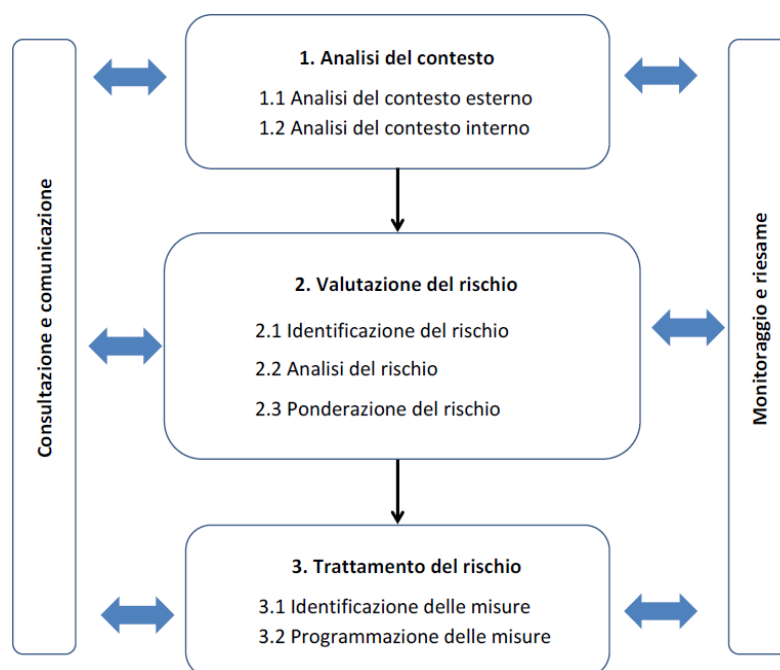 1. Analisi del contesto
1.1 Analisi del contesto esterno
1.2 Analisi del contesto interno
Consultazione e comunicazione
2. Valutazione del rischio
2.1 Identificazione del rischio
2.2 Analisi del rischio
2.3 Ponderazione del rischio
Monitoraggio e riesame
3. Trattamento del rischio
3.1 Identificazione delle misure
3.2 Programmazione delle misure